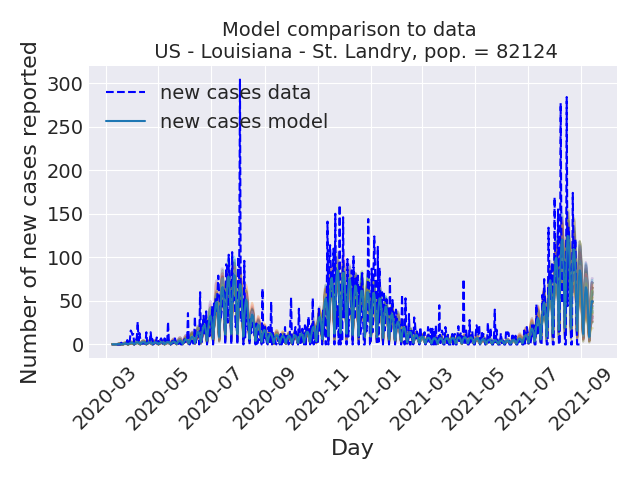 Model comparison to data
US - Louisiana - St. Landry, pop. = 82124
Number of new cases reported
300
250
200
150
100
50
0
new cases data
new cases model
2020-03
2020-05
2020-07
2020-09
2020-11
2021-01
2021-03
2021-05
2021-07
2021-09
Day